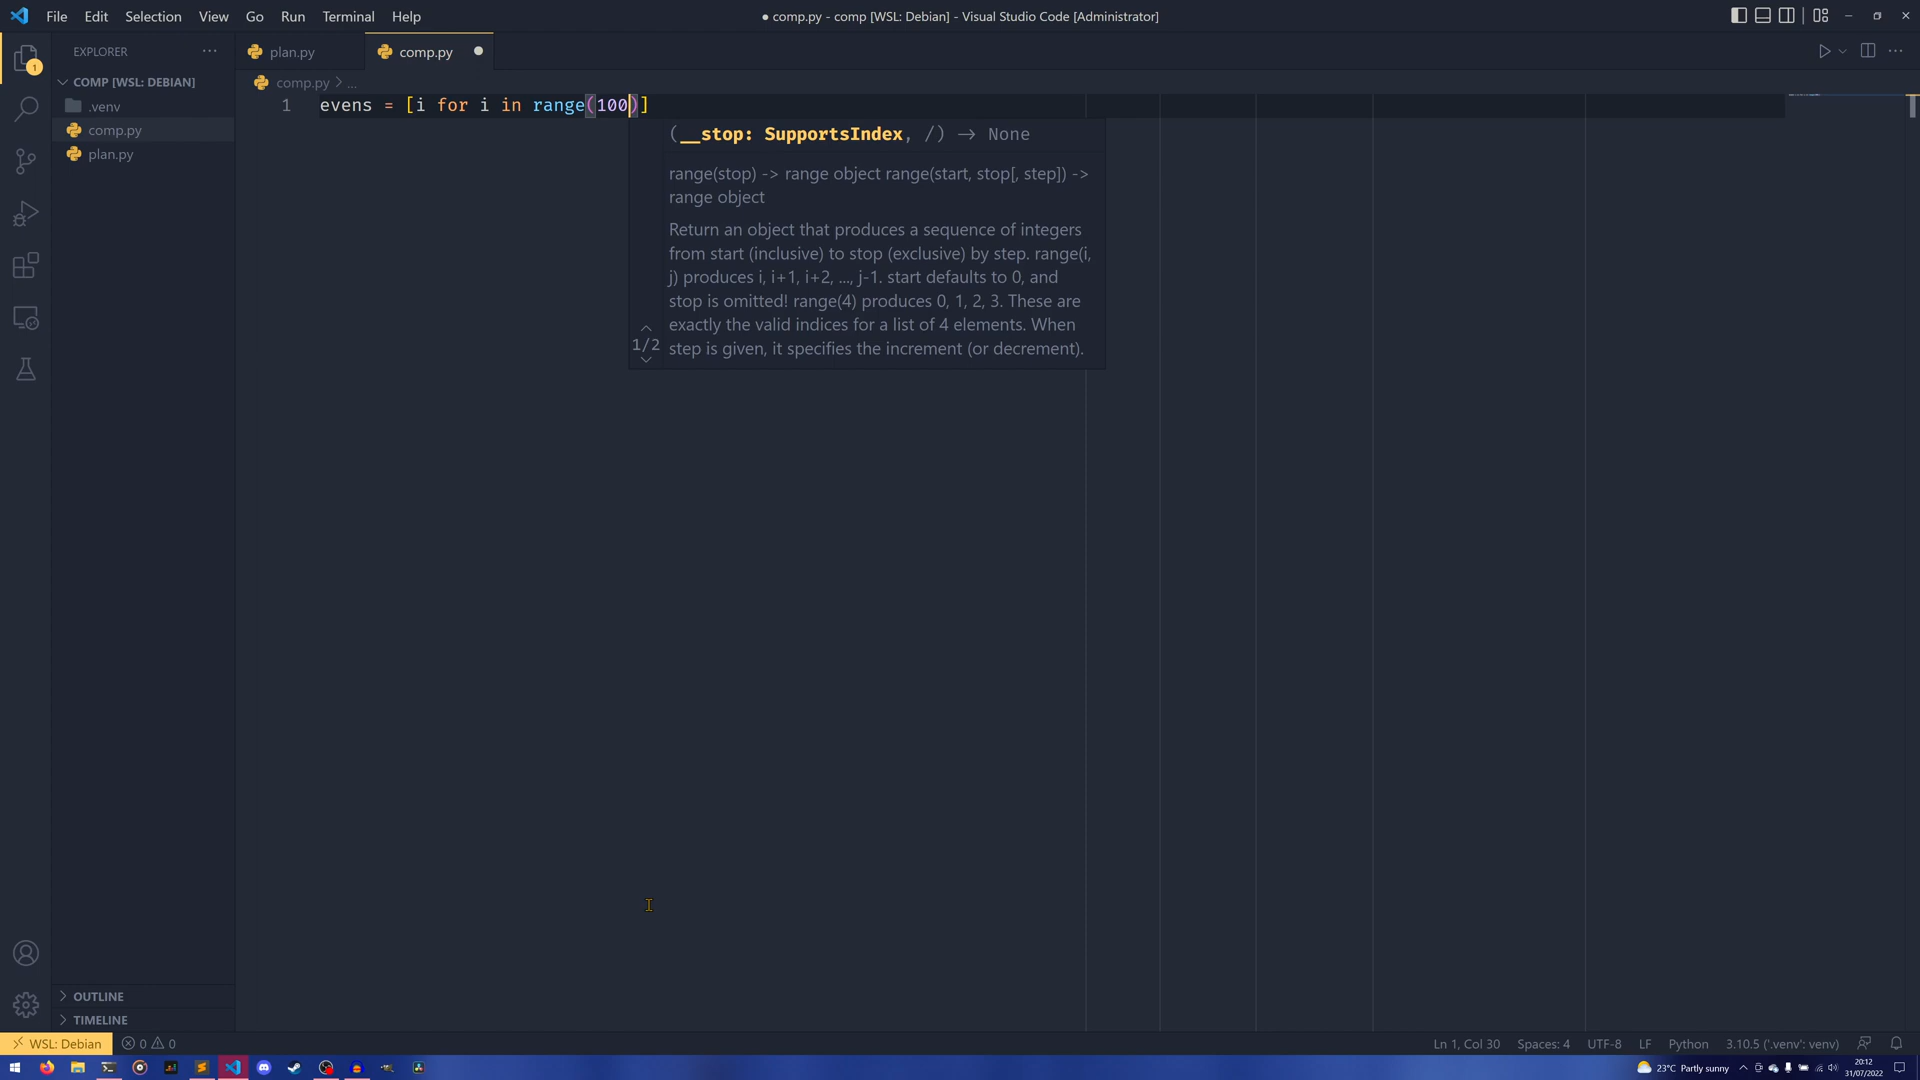 File Edit Selection View Go Run Terminal Help
● comp.py - comp [WSL: Debian] - Visual Studio Code [Administrator]
EXPLORER
plan.py
comp.py
COMP [WSL: DEBIAN]
.venv
comp.py
plan.py
comp.py > ...
1 evens = [i for i in range(100)]
(__stop: SupportsIndex, /) -> None
range(stop) -> range object range(start, stop[, step]) ->
range object
Return an object that produces a sequence of integers
from start (inclusive) to stop (exclusive) by step. range(i,
j) produces i, i+1, i+2, ..., j-1. start defaults to 0, and
stop is omitted! range(4) produces 0, 1, 2, 3. These are
exactly the valid indices for a list of 4 elements. When
step is given, it specifies the increment (or decrement).
1/2
1
OUTLINE
TIMELINE
WSL: Debian 0 0
Ln 1, Col 30 Spaces: 4 UTF-8 LF Python 3.10.5 ('.venv': venv)
23°C Partly sunny
20:12
31/07/2022